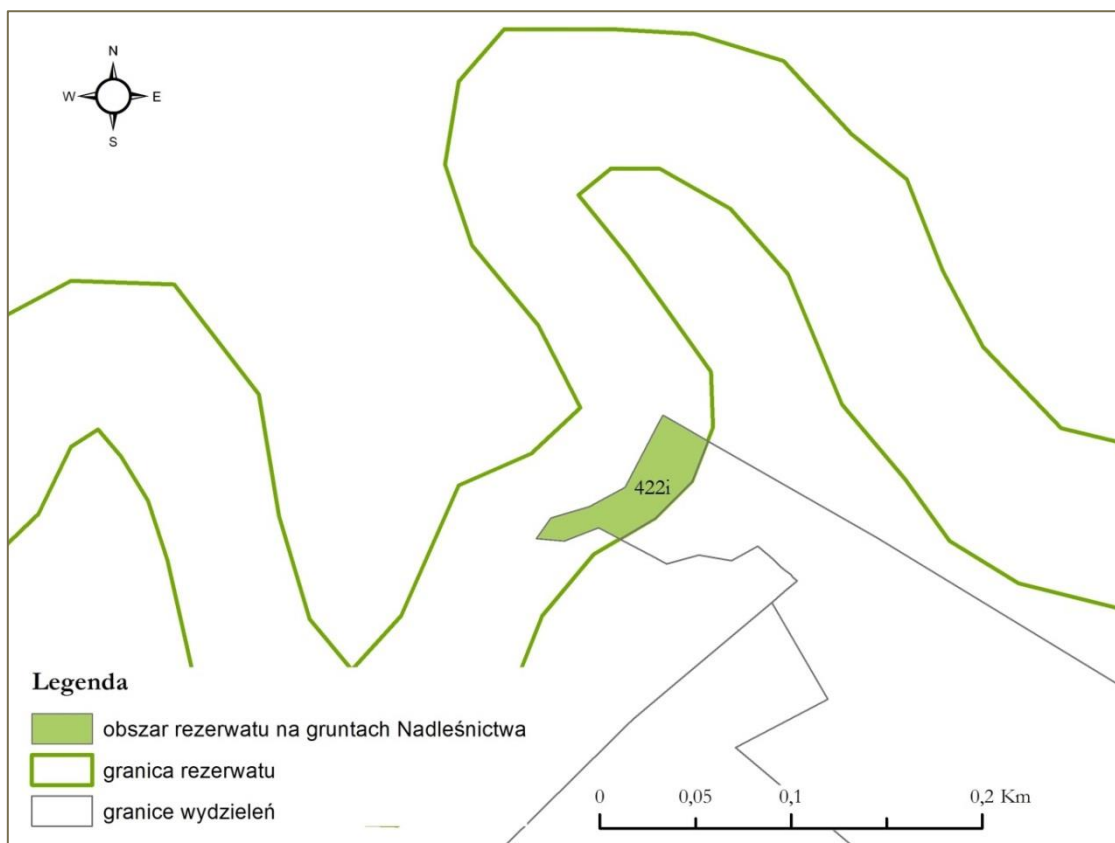 N
W E
S
422i
Legenda
obszar rezerwatu na gruntach Nadleśnictwa
granica rezerwatu
granice wydzieleń
0 0,05 0,1 0,2 Km